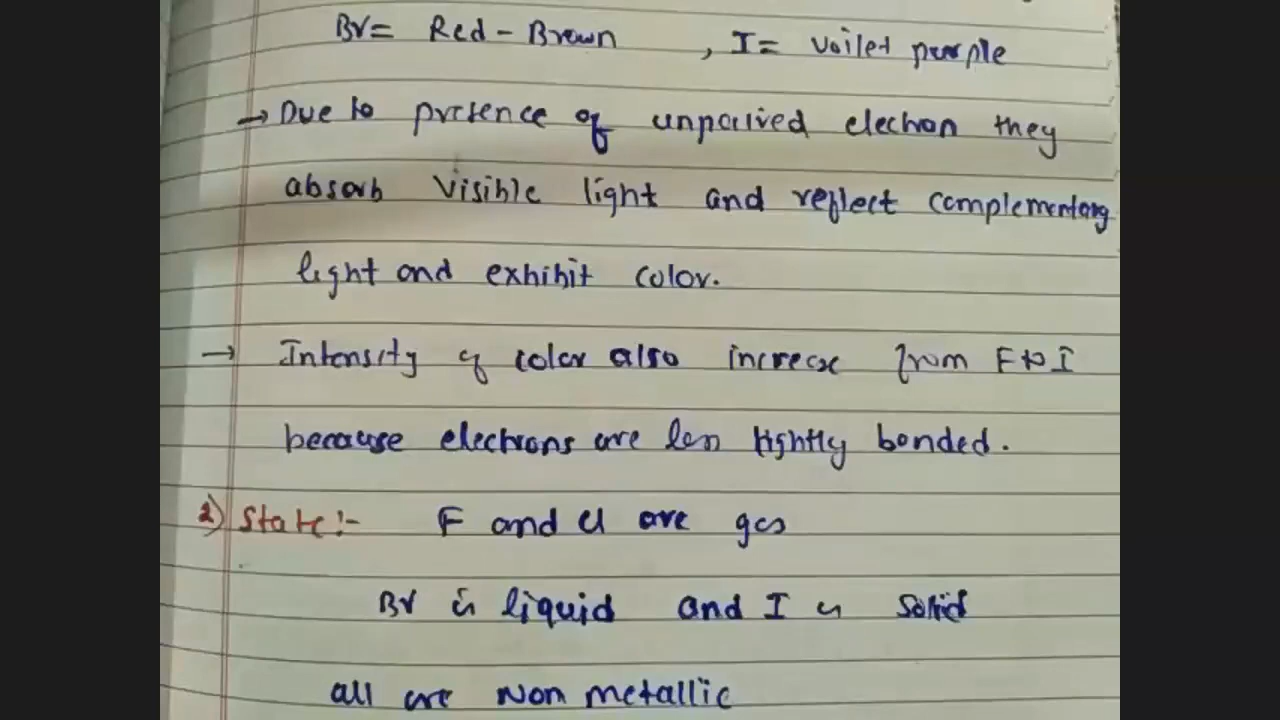 Br = Red - Brown , I = voilet purple
→ Due to presence of unpaired electron they
absorb visible light and reflect complementary
light and exhibit color.
→ Intensity of color also increase from F to I
because electrons are less tightly bonded.
2) State :- F and Cl are gas
Br is liquid and I is solid
all are Non metallic